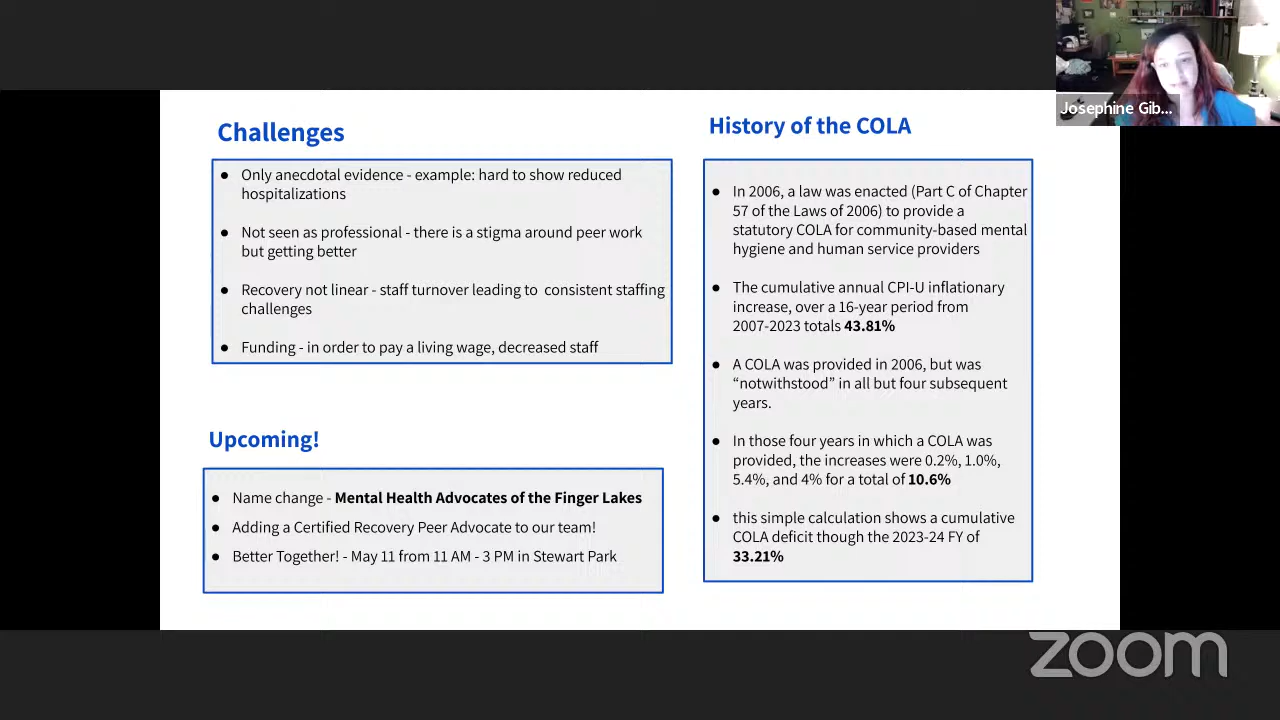 Challenges
● Only anecdotal evidence - example: hard to show reduced
hospitalizations
● Not seen as professional - there is a stigma around peer work
but getting better
● Recovery not linear - staff turnover leading to consistent staffing
challenges
● Funding - in order to pay a living wage, decreased staff
Upcoming!
● Name change - Mental Health Advocates of the Finger Lakes
● Adding a Certified Recovery Peer Advocate to our team!
● Better Together! - May 11 from 11 AM - 3 PM in Stewart Park
History of the COLA
● In 2006, a law was enacted (Part C of Chapter
57 of the Laws of 2006) to provide a
statutory COLA for community-based mental
hygiene and human service providers
● The cumulative annual CPI-U inflationary
increase, over a 16-year period from
2007-2023 totals 43.81%
● A COLA was provided in 2006, but was
“notwithstood” in all but four subsequent
years.
● In those four years in which a COLA was
provided, the increases were 0.2%, 1.0%,
5.4%, and 4% for a total of 10.6%
● this simple calculation shows a cumulative
COLA deficit though the 2023-24 FY of
33.21%
Josephine Gib...
zoom